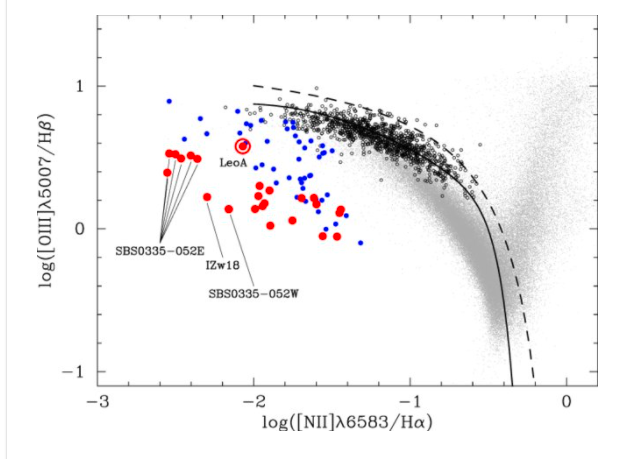 log([OIII]λ5007/Hβ)
1
0
−1
LeoA
SBS0335−052E
IZw18
SBS0335−052W
−3
−2
−1
0
log([NII]λ6583/Hα)